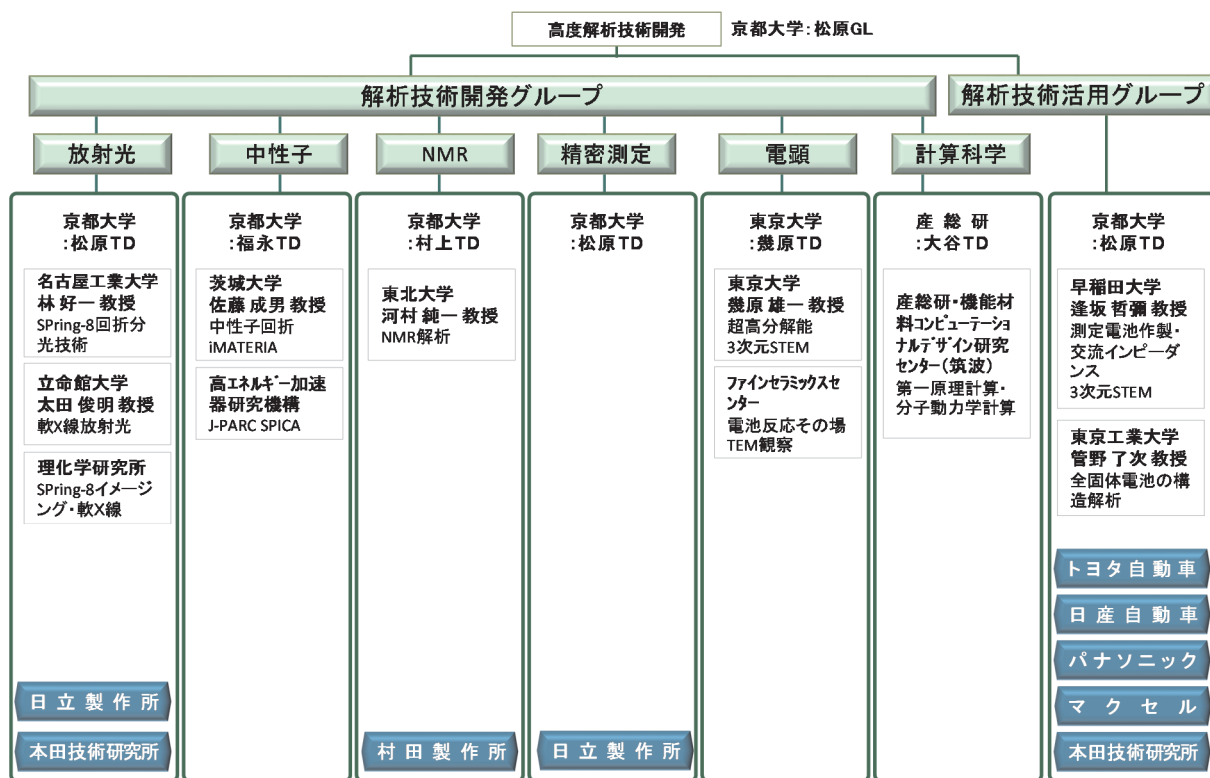 高度解析技術開発
京都大学：松原GL
解析技術開発グループ
解析技術活用グループ
放射光
中性子
NMR
精密測定
電顕
計算科学
京都大学
：松原TD
名古屋工業大学
林 好一 教授
SPring-8回折分
光技術
立命館大学
太田 俊明 教授
軟X線放射光
理化学研究所
SPring-8イメージ
ング・軟X線
日立製作所
本田技術研究所
京都大学
：福永TD
茨城大学
佐藤 成男 教授
中性子回折
iMATERIA
高エネルギー加速
器研究機構
J-PARC SPICA
京都大学
：村上TD
東北大学
河村 純一 教授
NMR解析
村田製作所
京都大学
：松原TD
日立製作所
東京大学
：幾原TD
東京大学
幾原 雄一 教授
超高分解能
3次元STEM
ファインセラミックスセ
ンター
電池反応その場
TEM観察
産総研
：大谷TD
産総研・機能材
料コンピューテーショ
ナルデザイン研究
センター(筑波)
第一原理計算・
分子動力学計算
京都大学
：松原TD
早稲田大学
逢坂 哲彌 教授
測定電池作製・
交流インピーダ
ンス
3次元STEM
東京工業大学
菅野 了次 教授
全固体電池の構
造解析
トヨタ自動車
日産自動車
パナソニック
マクセル
本田技術研究所